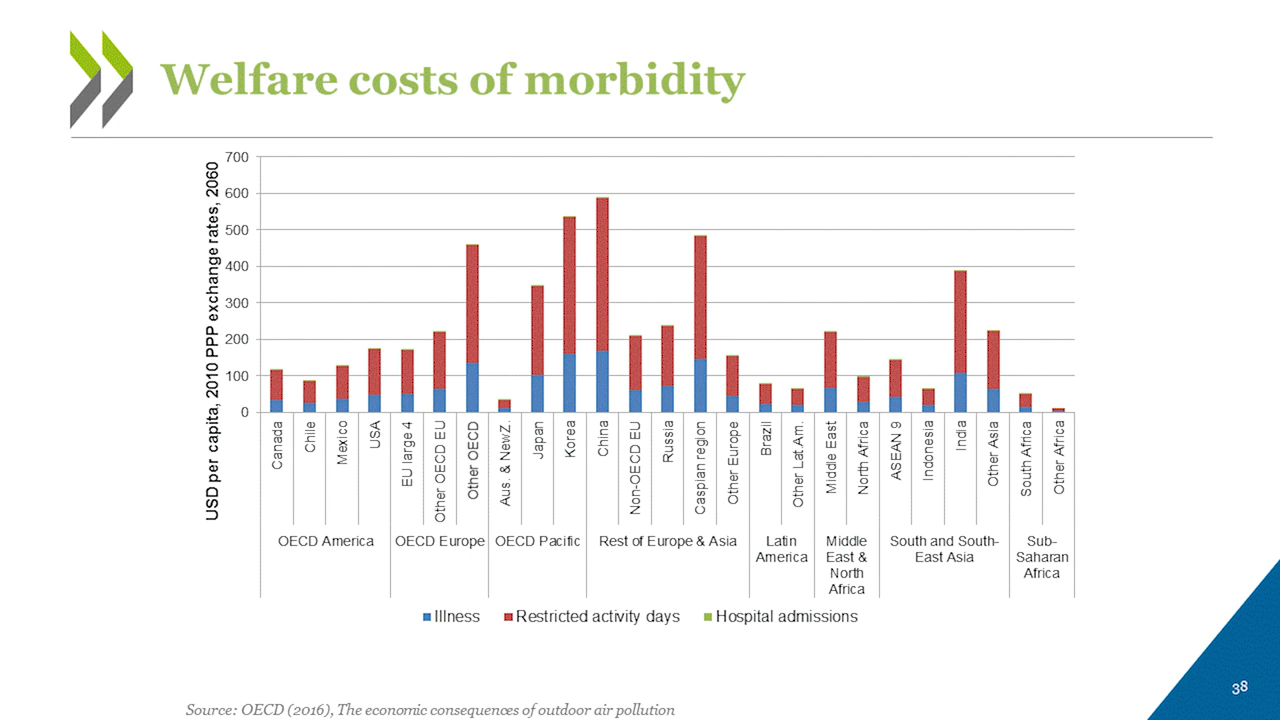 Welfare costs of morbidity
USD per capita, 2010 PPP exchange rates, 2060
700
600
500
400
300
200
100
0
Canada
Chile
Mexico
USA
EU large 4
Other OECD EU
Other OECD
Aus. & NewZ.
Japan
Korea
China
Non-OECD EU
Russia
Caspian region
Other Europe
Brazil
Other Lat.Am.
Middle East
North Africa
ASEAN 9
Indonesia
India
Other Asia
South Africa
Other Africa
OECD America
OECD Europe
OECD Pacific
Rest of Europe & Asia
Latin
America
Middle
East &
North
Africa
South and South-
East Asia
Sub-
Saharan
Africa
Illness
Restricted activity days
Hospital admissions
38
Source: OECD (2016), The economic consequences of outdoor air pollution